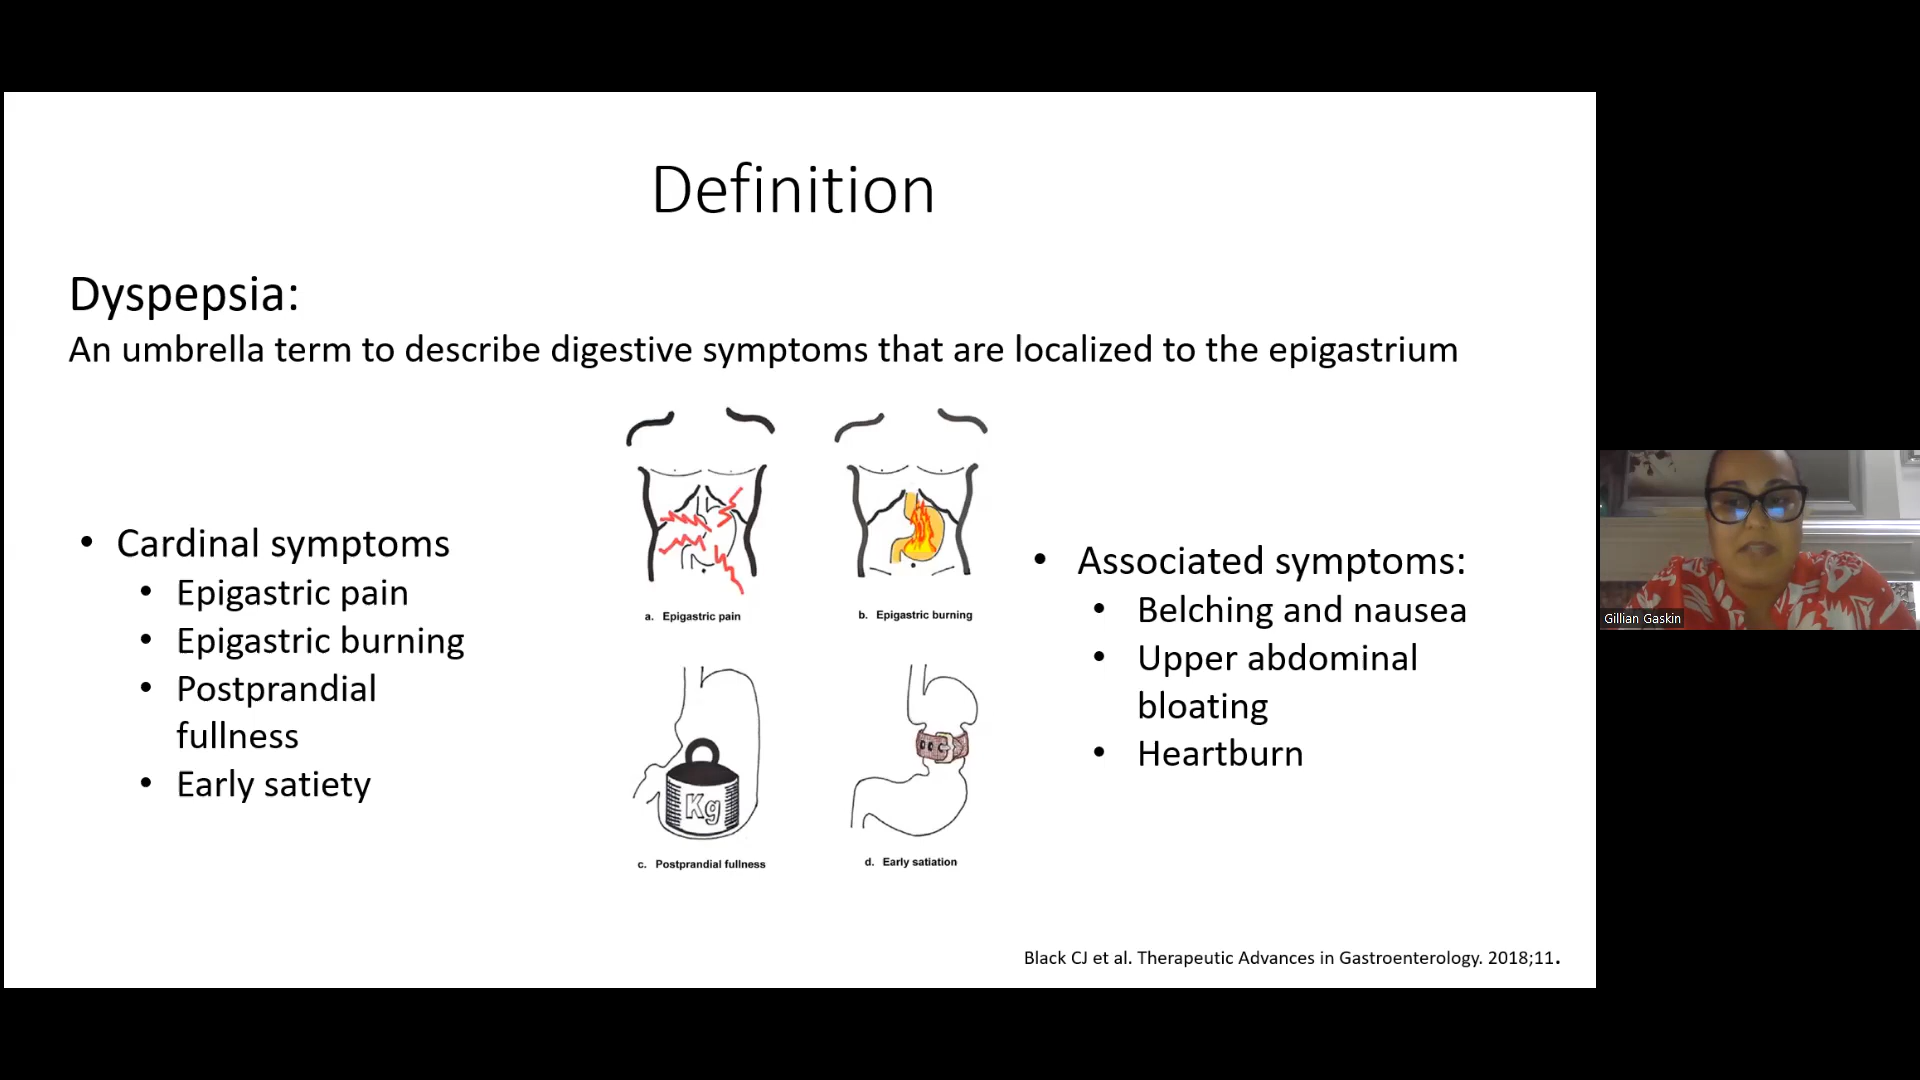 Definition
Dyspepsia:
An umbrella term to describe digestive symptoms that are localized to the epigastrium
• Cardinal symptoms
• Epigastric pain
• Epigastric burning
• Postprandial
fullness
• Early satiety
a. Epigastric pain
b. Epigastric burning
Kg
c. Postprandial fullness
d. Early satiation
• Associated symptoms:
• Belching and nausea
• Upper abdominal
bloating
• Heartburn
Black CJ et al. Therapeutic Advances in Gastroenterology. 2018;11.
Gillian Gaskin